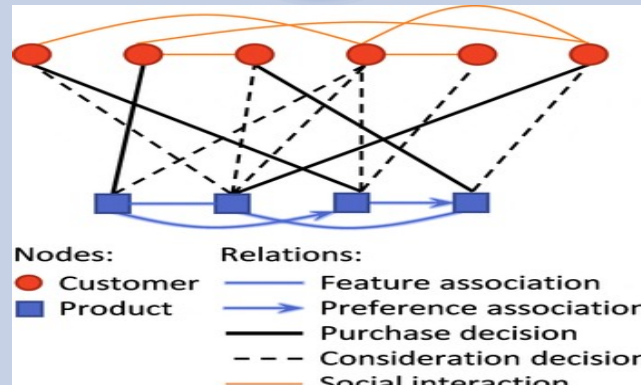 Nodes: Relations:
Customer Feature association
Product Preference association
Purchase decision
Consideration decision
Social interaction